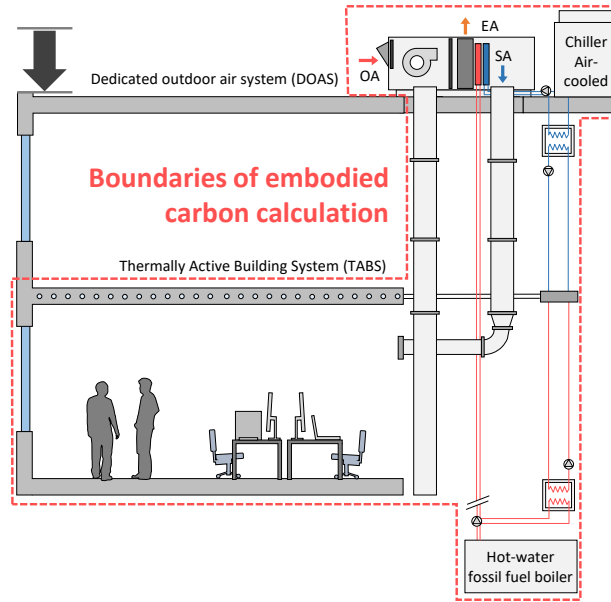 EA
Chiller
Air-
cooled
OA
SA
Dedicated outdoor air system (DOAS)
Boundaries of embodied
carbon calculation
Thermally Active Building System (TABS)
Hot-water
fossil fuel boiler